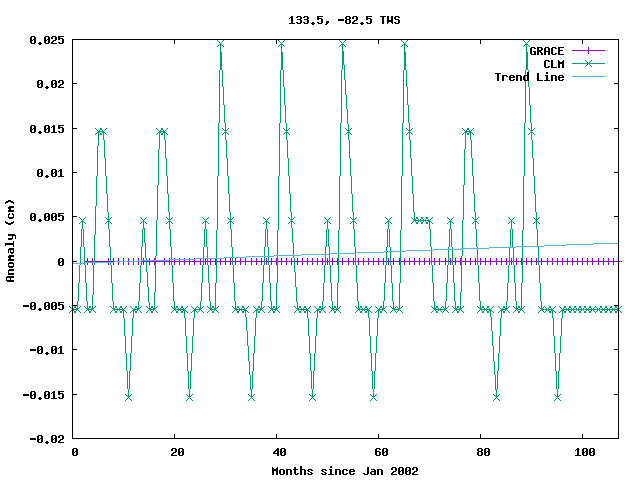 133.5, -82.5 TWS
GRACE
CLM
Trend Line
0.025
0.02
0.015
0.01
0.005
0
-0.005
-0.01
-0.015
-0.02
Anomaly (cm)
0 20 40 60 80 100
Months since Jan 2002